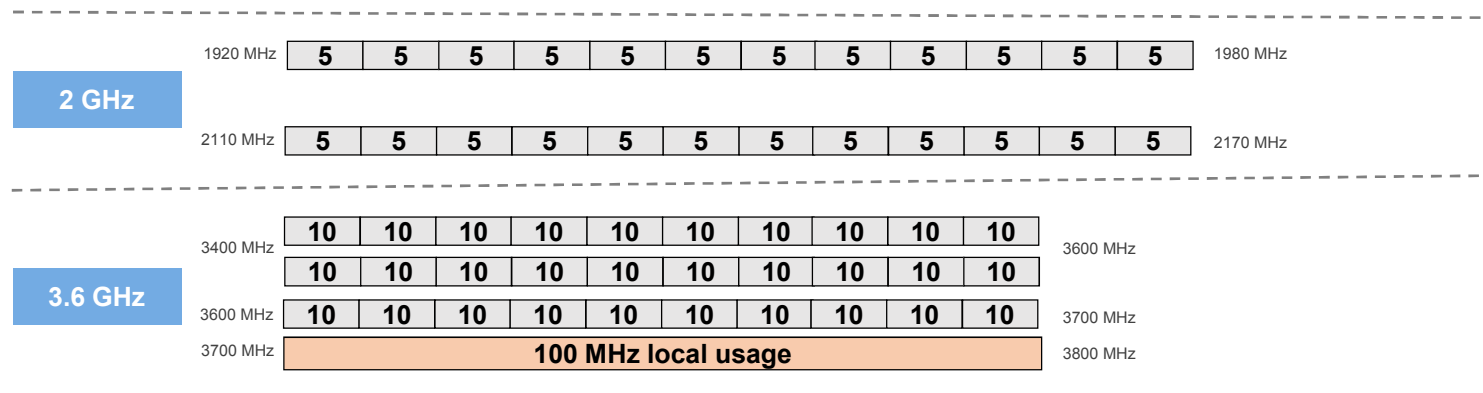 1920 MHz 5 5 5 5 5 5 5 5 5 5 5 5 1980 MHz
2 GHz
2110 MHz 5 5 5 5 5 5 5 5 5 5 5 5 2170 MHz
10 10 10 10 10 10 10 10 10 10
3400 MHz 3600 MHz
10 10 10 10 10 10 10 10 10 10
3.6 GHz
3600 MHz 10 10 10 10 10 10 10 10 10 10 3700 MHz
3700 MHz 100 MHz local usage 3800 MHz